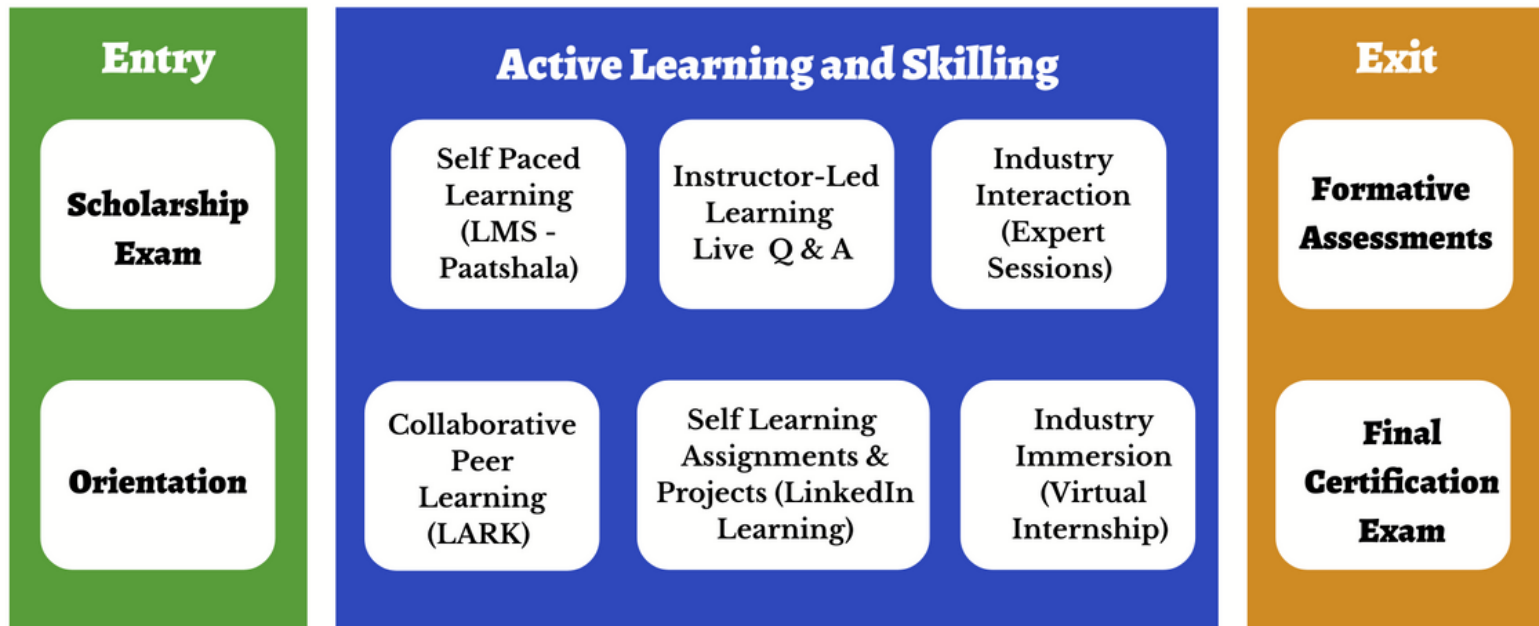 Entry
Scholarship
Exam
Orientation
Active Learning and Skilling
Self Paced
Learning
(LMS -
Paatshala)
Instructor-Led
Learning
Live Q & A
Industry
Interaction
(Expert
Sessions)
Collaborative
Peer
Learning
(LARK)
Self Learning
Assignments &
Projects (LinkedIn
Learning)
Industry
Immersion
(Virtual
Internship)
Exit
Formative
Assessments
Final
Certification
Exam